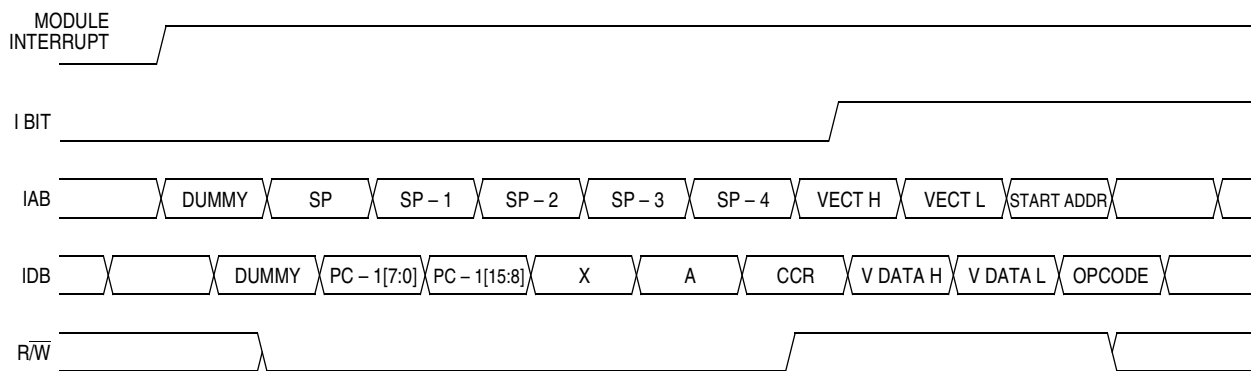 MODULE
INTERRUPT
I BIT
IAB DUMMY SP SP – 1 SP – 2 SP – 3 SP – 4 VECT H VECT L START ADDR
IDB DUMMY PC – 1[7:0] PC – 1[15:8] X A CCR V DATA H V DATA L OPCODE
R/W̅